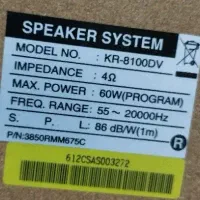 SPEAKER SYSTEM
MODEL NO. : KR-8100DV
IMPEDANCE : 4Ω
MAX. POWER : 60W(PROGRAM)
FREQ. RANGE : 55~20000Hz
S. P. L. : 86 dB/W(1m)
P/N:3850RMM675C
R
612CSAS003272